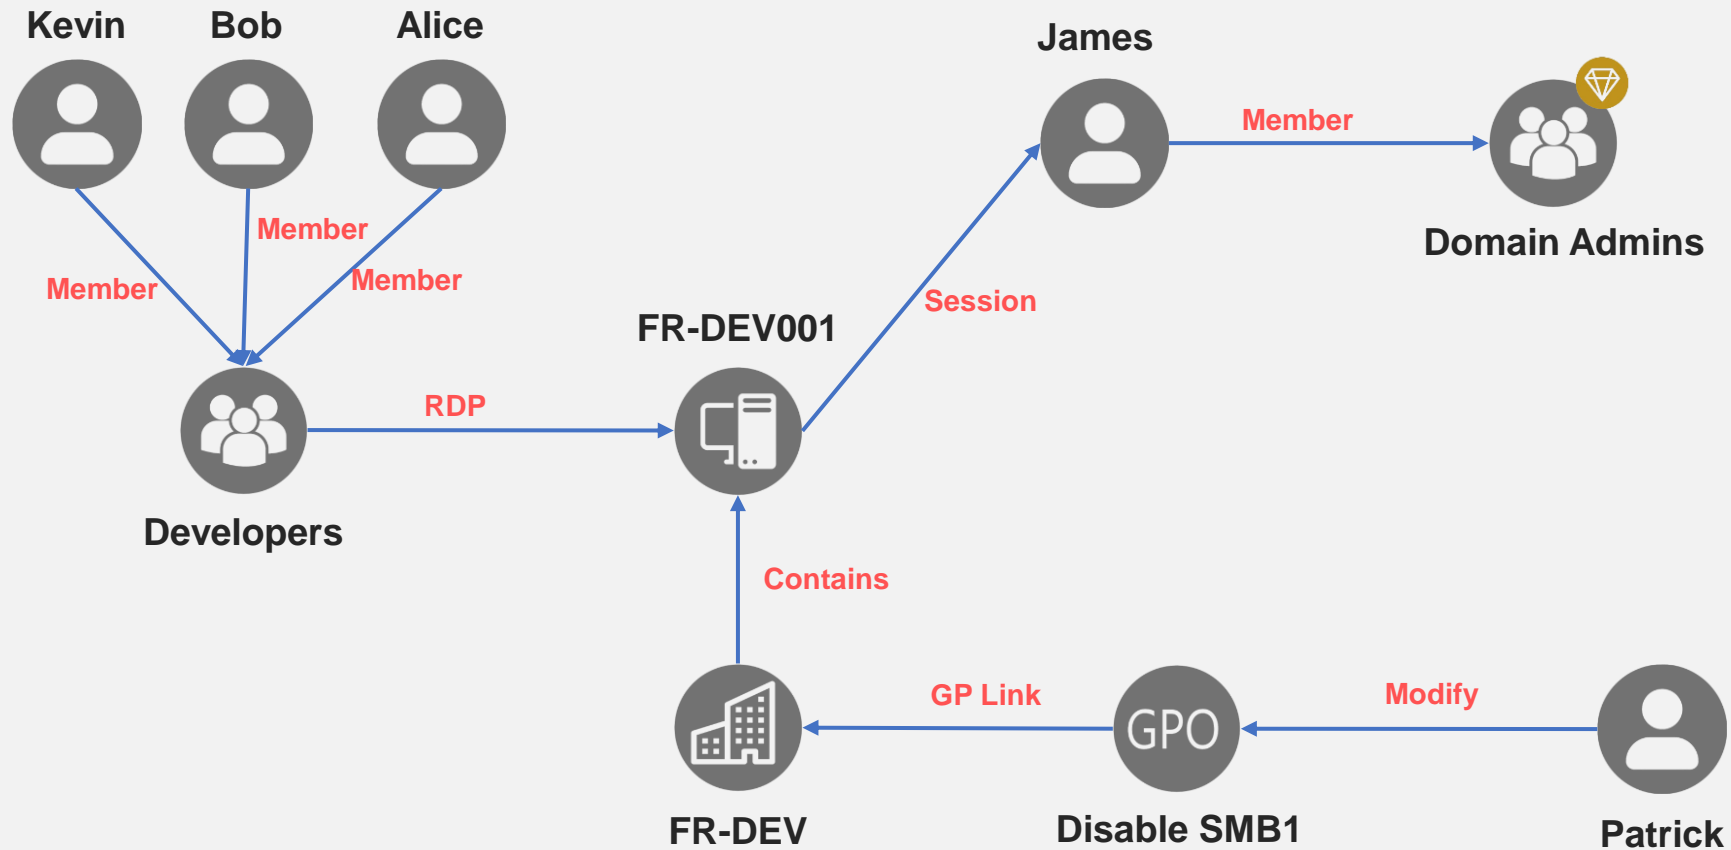 Kevin
Bob
Alice
James
Member
Domain Admins
Member
Member
Member
Session
FR-DEV001
RDP
Developers
Contains
GP Link
Modify
GPO
FR-DEV
Disable SMB1
Patrick